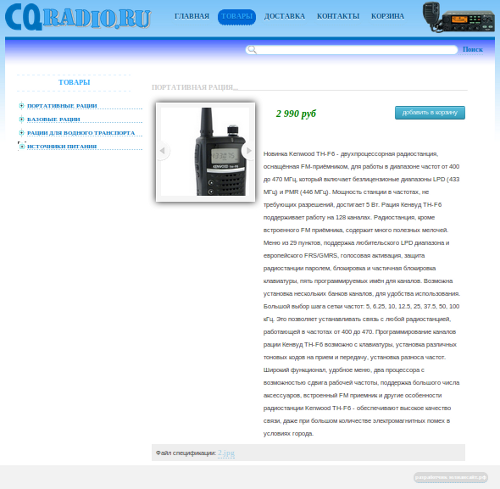 CQRADIO.RU
ГЛАВНАЯ
ТОВАРЫ
ДОСТАВКА
КОНТАКТЫ
КОРЗИНА
Поиск
ТОВАРЫ
ПОРТАТИВНЫЕ РАЦИИ
БАЗОВЫЕ РАЦИИ
РАЦИИ ДЛЯ ВОДНОГО ТРАНСПОРТА
ИСТОЧНИКИ ПИТАНИЯ
ПОРТАТИВНАЯ РАЦИЯ
2 990 руб
добавить в корзину
Новинка Kenwood TH-F6 - двухпроцессорная радиостанция,
оснащённая FM-приёмником, для работы в диапазоне частот от 400
до 470 МГц, который включает безлицензионные диапазоны LPD (433
МГц) и PMR (446 МГц). Мощность станции в частотах, не
требующих разрешений, достигает 5 Вт. Рация Кенвуд TH-F6
поддерживает работу на 128 каналах. Радиостанция, кроме
встроенного FM приёмника, содержит много полезных мелочей.
Меню из 29 пунктов, поддержка любительского LPD диапазона и
европейского FRS/GMRS, голосовая активация, защита
радиостанции паролем, блокировка и частичная блокировка
клавиатуры, пять программируемых имён для каналов. Возможна
установка нескольких банков каналов, для удобства использования.
Большой выбор шага сетки частот: 5, 6.25, 10, 12.5, 25, 37.5, 50, 100
кГц. Это позволяет устанавливать связь с любой радиостанцией,
работающей в частотах от 400 до 470. Программирование каналов
рации Кенвуд TH-F6 возможно с клавиатуры, установка различных
тоновых кодов на прием и передачу, установка разноса частот.
Широкий функционал, удобное меню, два процессора с
возможностью сдвига рабочей частоты, поддержка большого числа
аксессуаров, встроенный FM приемник и другие особенности
радиостанции Kenwood TH-F6 - обеспечивают высокое качество
связи, даже при большом количестве электромагнитных помех в
условиях города.
Файл спецификации: 2.jpg